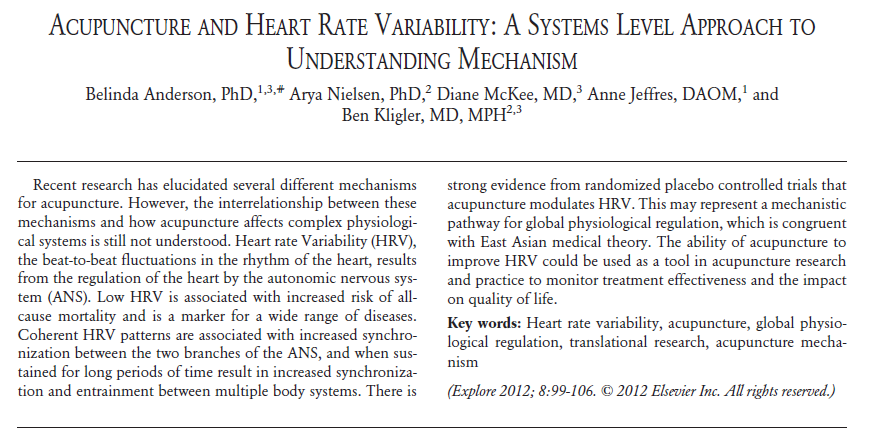 ACUPUNCTURE AND HEART RATE VARIABILITY: A SYSTEMS LEVEL APPROACH TO
UNDERSTANDING MECHANISM
Belinda Anderson, PhD,1,3,# Arya Nielsen, PhD,2 Diane McKee, MD,3 Anne Jeffres, DAOM,1 and
Ben Kligler, MD, MPH2,3
Recent research has elucidated several different mechanisms
for acupuncture. However, the interrelationship between these
mechanisms and how acupuncture affects complex physiologi-
cal systems is still not understood. Heart rate Variability (HRV),
the beat-to-beat fluctuations in the rhythm of the heart, results
from the regulation of the heart by the autonomic nervous sys-
tem (ANS). Low HRV is associated with increased risk of all-
cause mortality and is a marker for a wide range of diseases.
Coherent HRV patterns are associated with increased synchro-
nization between the two branches of the ANS, and when sus-
tained for long periods of time result in increased synchroniza-
tion and entrainment between multiple body systems. There is
strong evidence from randomized placebo controlled trials that
acupuncture modulates HRV. This may represent a mechanistic
pathway for global physiological regulation, which is congruent
with East Asian medical theory. The ability of acupuncture to
improve HRV could be used as a tool in acupuncture research
and practice to monitor treatment effectiveness and the impact
on quality of life.
Key words: Heart rate variability, acupuncture, global physio-
logical regulation, translational research, acupuncture mecha-
nism
(Explore 2012; 8:99-106. © 2012 Elsevier Inc. All rights reserved.)